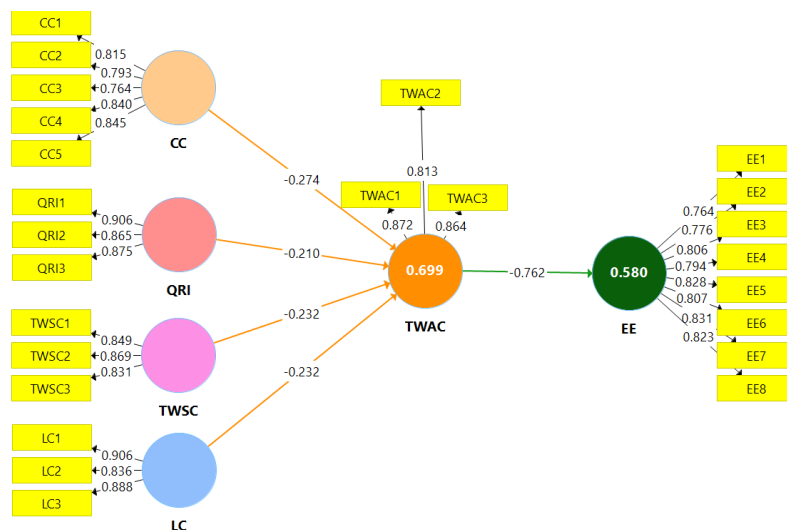 CC1
CC2
CC3
CC4
CC5
0.815
0.793
0.764
0.840
0.845
CC
QRI1
QRI2
QRI3
0.906
0.865
0.875
QRI
TWSC1
TWSC2
TWSC3
0.849
0.869
0.831
TWSC
LC1
LC2
LC3
0.906
0.836
0.888
LC
-0.274
-0.210
-0.232
-0.232
TWAC2
0.813
TWAC1
TWAC3
0.872
0.864
0.699
TWAC
-0.762
0.580
EE
0.764
0.776
0.806
0.794
0.828
0.807
0.831
0.823
EE1
EE2
EE3
EE4
EE5
EE6
EE7
EE8